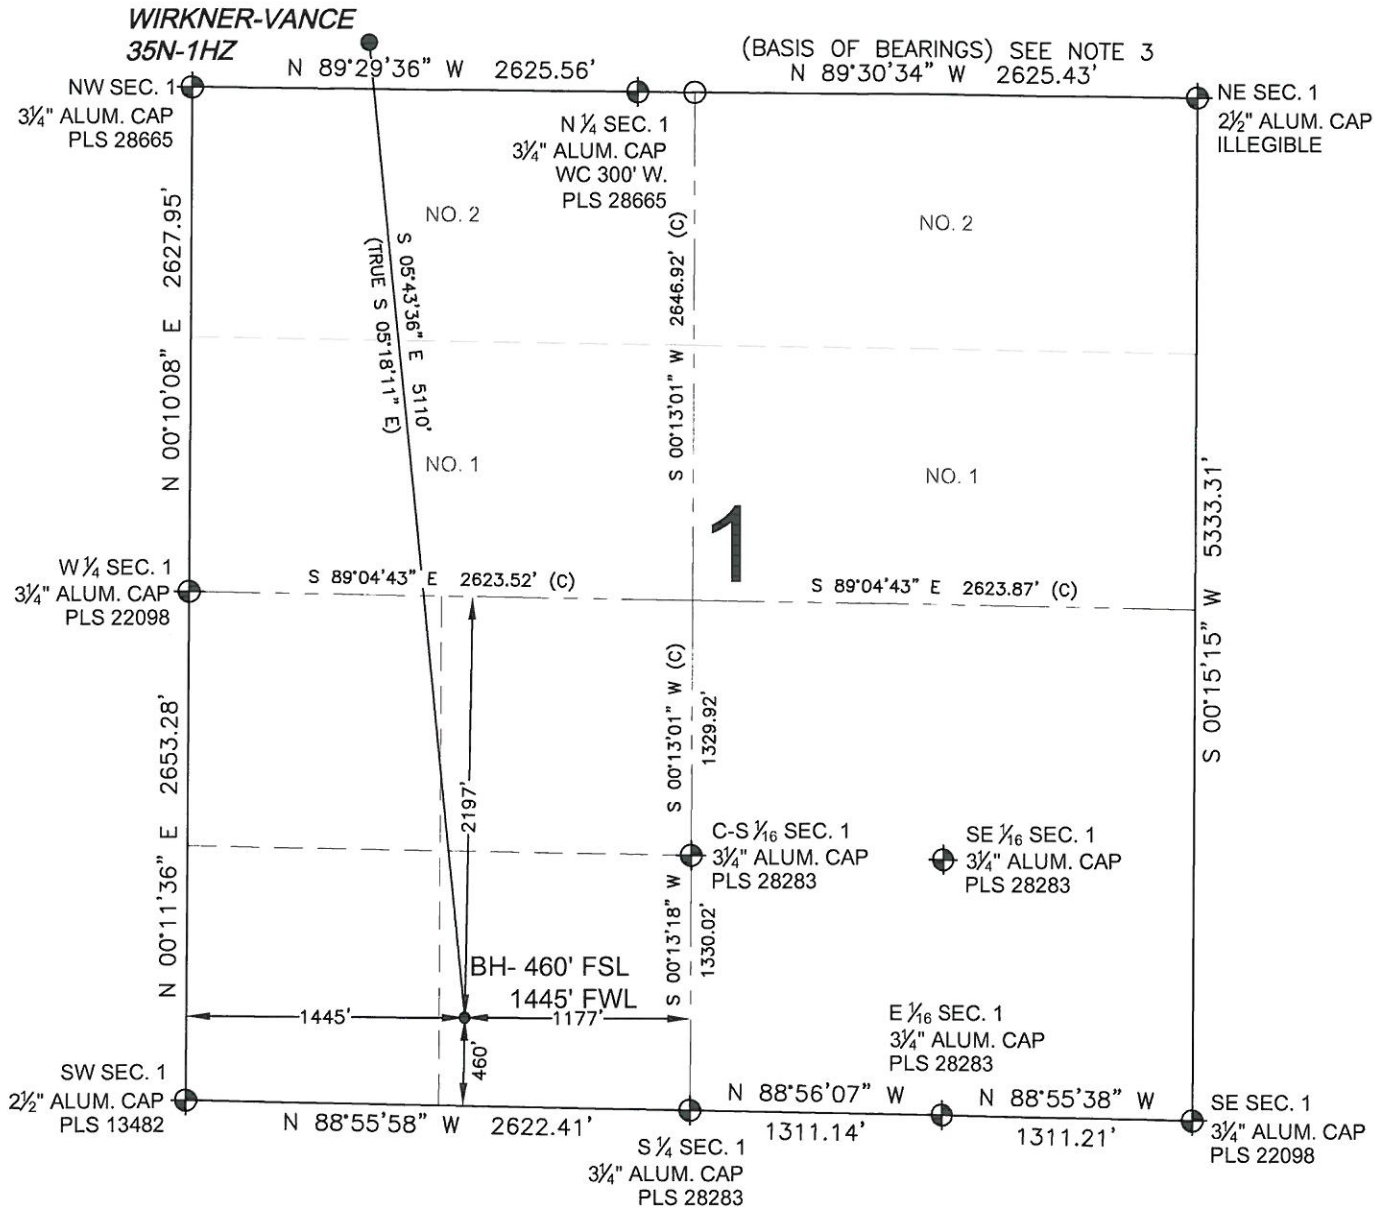 WIRKNER-VANCE
35N-1HZ
N 89°29'36" W 2625.56'
(BASIS OF BEARINGS) SEE NOTE 3
N 89°30'34" W 2625.43'
NW SEC. 1
3¼" ALUM. CAP
PLS 28665
N ¼ SEC. 1
3¼" ALUM. CAP
WC 300' W.
PLS 28665
NE SEC. 1
2½" ALUM. CAP
ILLEGIBLE
N 00°10'08" E 2627.95'
S 05°43'36" E 5110'
(TRUE S 05°18'11" E)
NO. 2
S 00°13'01" W 2646.92' (C)
NO. 2
NO. 1
NO. 1
1
S 00°15'15" W 5333.31'
W ¼ SEC. 1
3¼" ALUM. CAP
PLS 22098
S 89°04'43" E 2623.52' (C)
S 89°04'43" E 2623.87' (C)
N 00°11'36" E 2653.28'
2197'
S 00°13'01" W (C)
1329.92'
C-S 1/16 SEC. 1
3¼" ALUM. CAP
PLS 28283
SE 1/16 SEC. 1
3¼" ALUM. CAP
PLS 28283
S 00°13'18" W
1330.02'
BH- 460' FSL
1445' FWL
1445'
1177'
460'
E 1/16 SEC. 1
3¼" ALUM. CAP
PLS 28283
SW SEC. 1
2½" ALUM. CAP
PLS 13482
N 88°55'58" W 2622.41'
S ¼ SEC. 1
3¼" ALUM. CAP
PLS 28283
N 88°56'07" W
1311.14'
N 88°55'38" W
1311.21'
SE SEC. 1
3¼" ALUM. CAP
PLS 22098